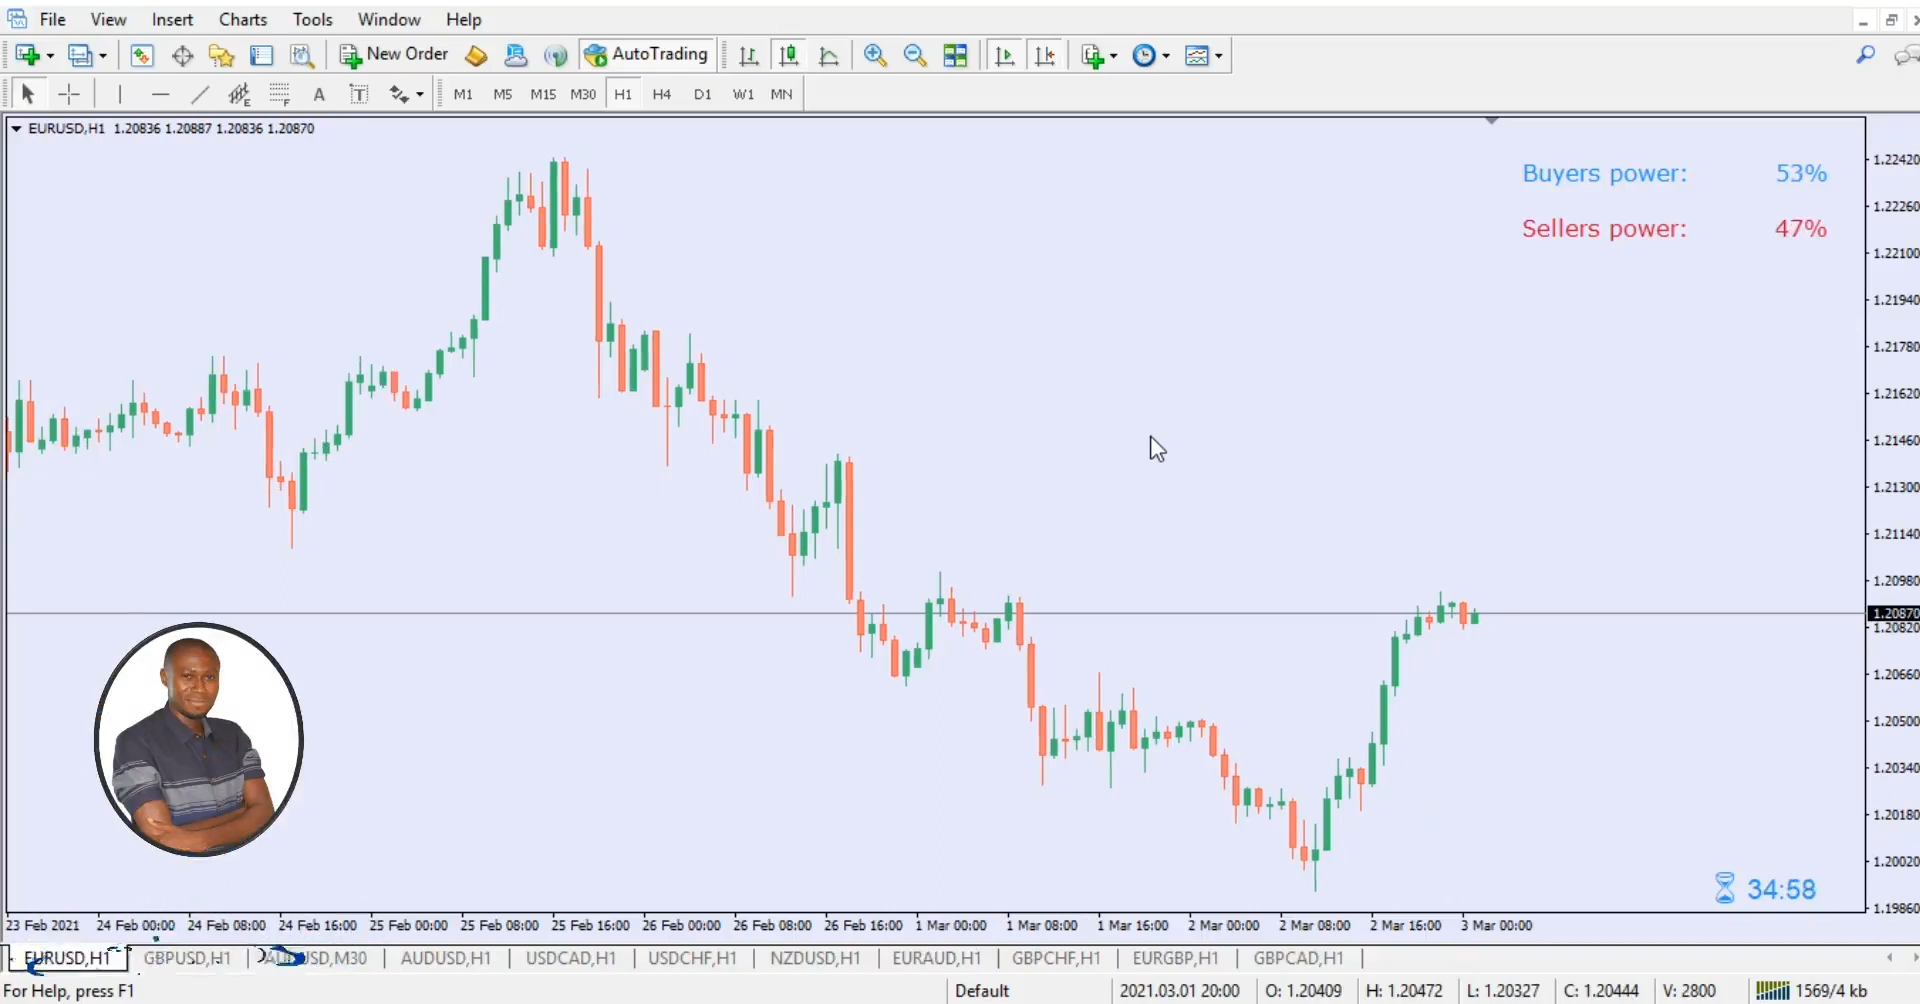 File View Insert Charts Tools Window Help
New Order AutoTrading
E F A T M1 M5 M15 M30 H1 H4 D1 W1 MN
EURUSD,H1 1.20836 1.20887 1.20836 1.20870
Buyers power: 53%
Sellers power: 47%
1.22420
1.22260
1.22100
1.21940
1.21780
1.21620
1.21460
1.21300
1.21140
1.20980
1.20870
1.20820
1.20660
1.20500
1.20340
1.20180
1.20020
1.19860
34:58
23 Feb 2021 24 Feb 00:00 24 Feb 08:00 24 Feb 16:00 25 Feb 00:00 25 Feb 08:00 25 Feb 16:00 26 Feb 00:00 26 Feb 08:00 26 Feb 16:00 1 Mar 00:00 1 Mar 08:00 1 Mar 16:00 2 Mar 00:00 2 Mar 08:00 2 Mar 16:00 3 Mar 00:00
EURUSD,H1 GBPUSD,H1 AUDUSD,H1 USDCAD,H1 USDCHF,H1 NZDUSD,H1 EURAUD,H1 GBPCHF,H1 EURGBP,H1 GBPCAD,H1
For Help, press F1 Default 2021.03.01 20:00 O: 1.20409 H: 1.20472 L: 1.20327 C: 1.20444 V: 2800 1569/4 kb